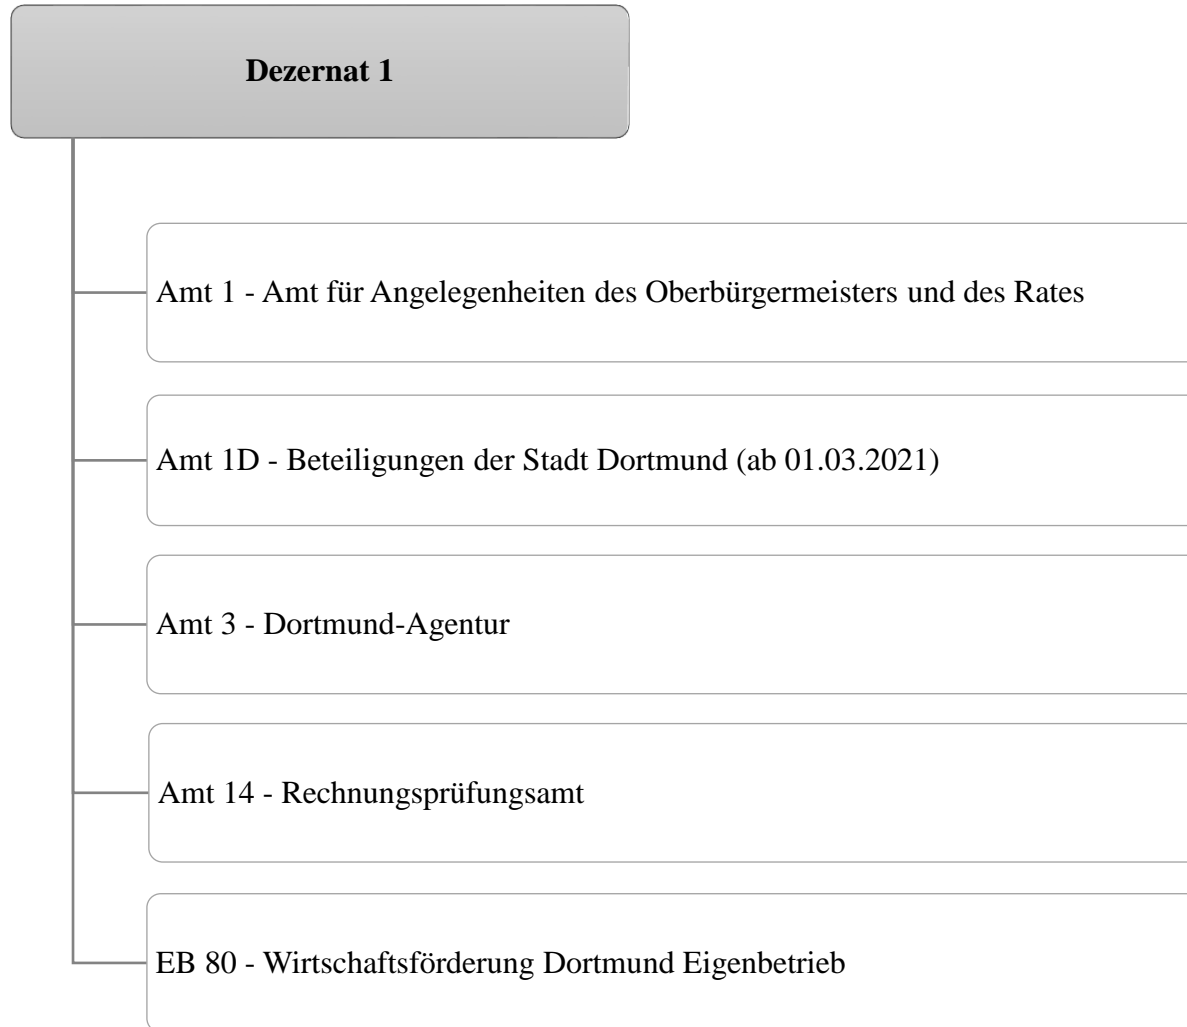 Dezernat 1
Amt 1 - Amt für Angelegenheiten des Oberbürgermeisters und des Rates
Amt 1D - Beteiligungen der Stadt Dortmund (ab 01.03.2021)
Amt 3 - Dortmund-Agentur
Amt 14 - Rechnungsprüfungsamt
EB 80 - Wirtschaftsförderung Dortmund Eigenbetrieb